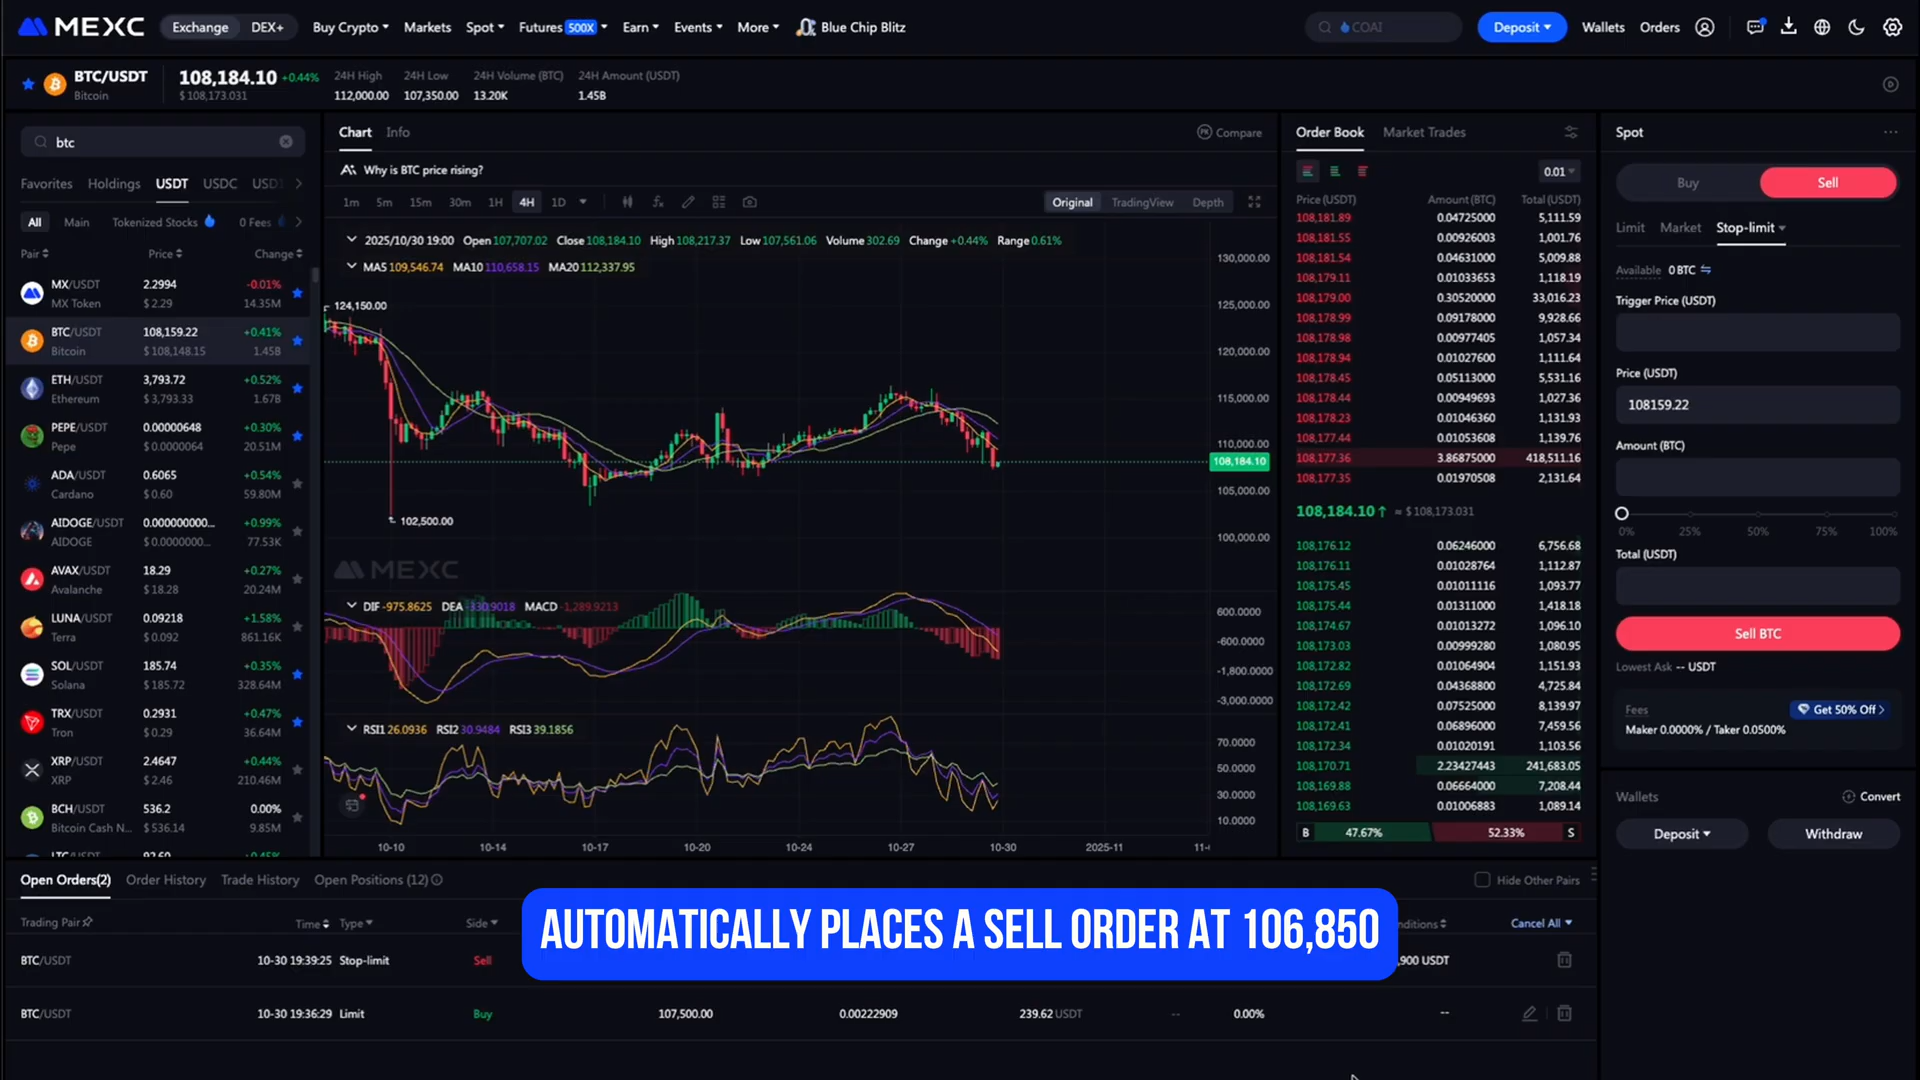 MEXC Exchange DEX+ Buy Crypto Markets Spot Futures 500X Earn Events More Blue Chip Blitz COAI Deposit Wallets Orders
BTC/USDT 108,184.10 +0.44% 24H High 24H Low 24H Volume (BTC) 24H Amount (USDT)
Bitcoin $ 108,173.031 112,000.00 107,350.00 13.20K 1.45B
btc
Favorites Holdings USDT USDC
All Main Tokenized Stocks 0 Fees
Pair Price Change
MX/USDT 2.2994 -0.01%
MX Token $ 2.29 14.35M
BTC/USDT 108,159.22 +0.41%
Bitcoin $ 108,148.15 1.45B
ETH/USDT 3,793.72 +0.52%
Ethereum $ 3,793.33 1.67B
PEPE/USDT 0.00000648 +0.30%
Pepe $ 0.0000064 20.51M
ADA/USDT 0.6065 +0.54%
Cardano $ 0.60 59.80M
AIDOGE/USDT 0.000000000... +0.99%
AIDOGE $ 0.0000000... 77.53K
AVAX/USDT 18.29 +0.27%
Avalanche $ 18.28 20.24M
LUNA/USDT 0.09218 +1.58%
Terra $ 0.092 861.16K
SOL/USDT 185.74 +0.35%
Solana $ 185.72 328.64M
TRX/USDT 0.2931 +0.47%
Tron $ 0.29 36.64M
XRP/USDT 2.4647 +0.44%
XRP $ 2.46 210.46M
BCH/USDT 536.2 0.00%
Bitcoin Cash N... $ 536.14 9.85M
Chart Info Compare
Why is BTC price rising?
1m 5m 15m 30m 1H 4H 1D Original TradingView Depth
2025/10/30 19:00 Open 107,707.02 Close 108,184.10 High 108,217.37 Low 107,561.06 Volume 302.69 Change +0.44% Range 0.61%
MA5 109,546.74 MA10 110,658.15 MA20 112,337.95
124,150.00
102,500.00
130,000.00
125,000.00
120,000.00
115,000.00
110,000.00
108,184.10
105,000.00
100,000.00
MEXC
DIF -975.8625 DEA -330.9018 MACD -1,289.9213
600.0000
-600.0000
-1,800.0000
-3,000.0000
RSI1 26.0936 RSI2 30.9484 RSI3 39.1856
70.0000
50.0000
30.0000
10.0000
10-10 10-14 10-17 10-20 10-24 10-27 10-30 2025-11
Order Book Market Trades
0.01
Price (USDT) Amount (BTC) Total (USDT)
108,181.89 0.04725000 5,111.59
108,181.55 0.00926003 1,001.76
108,181.54 0.04631000 5,009.88
108,179.11 0.01033653 1,118.19
108,179.00 0.30520000 33,016.23
108,178.99 0.09178000 9,928.66
108,178.98 0.00977405 1,057.34
108,178.94 0.01027600 1,111.64
108,178.45 0.05113000 5,531.16
108,178.44 0.00949693 1,027.36
108,178.23 0.01046360 1,131.93
108,177.44 0.01053608 1,139.76
108,177.36 3.86875000 418,511.16
108,177.35 0.01970508 2,131.64
108,184.10 ≈ $ 108,173.031
108,176.12 0.06246000 6,756.68
108,176.11 0.01028764 1,112.87
108,175.45 0.01011116 1,093.77
108,175.44 0.01311000 1,418.18
108,174.67 0.01013272 1,096.10
108,173.03 0.00999280 1,080.95
108,172.82 0.01064904 1,151.93
108,172.69 0.04368800 4,725.84
108,172.42 0.07525000 8,139.97
108,172.41 0.06896000 7,459.56
108,172.34 0.01020191 1,103.56
108,170.71 2.23427443 241,683.05
108,169.88 0.06664000 7,208.44
108,169.63 0.01006883 1,089.14
B 47.67% 52.33% S
Spot
Buy Sell
Limit Market Stop-limit
Available 0 BTC
Trigger Price (USDT)
Price (USDT)
108159.22
Amount (BTC)
0% 25% 50% 75% 100%
Total (USDT)
Sell BTC
Lowest Ask -- USDT
Fees Get 50% Off
Maker 0.0000% / Taker 0.0500%
Wallets Convert
Deposit Withdraw
Open Orders(2) Order History Trade History Open Positions (12) Hide Other Pairs
Trading Pair Time Type Side Cancel All
BTC/USDT 10-30 19:39:25 Stop-limit Sell ,900 USDT
AUTOMATICALLY PLACES A SELL ORDER AT 106,850
BTC/USDT 10-30 19:36:29 Limit Buy 107,500.00 0.00222909 239.62 USDT -- 0.00% --